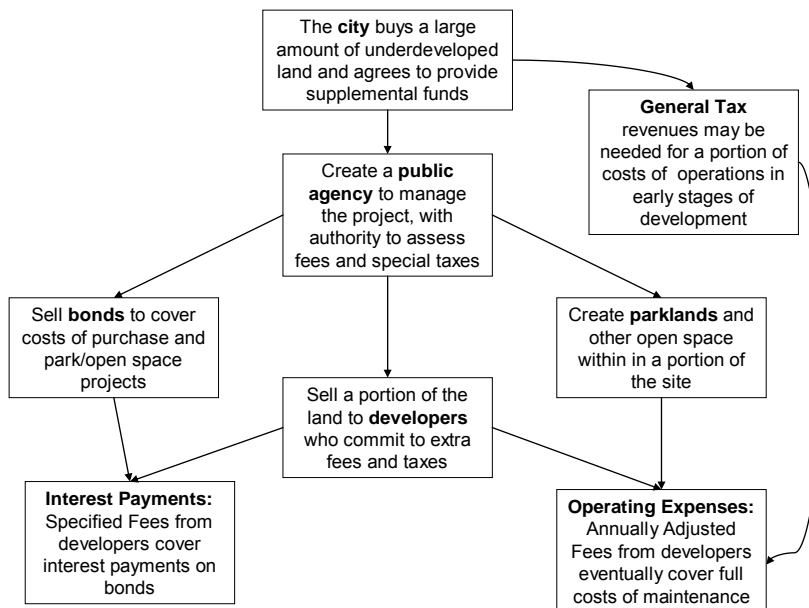 The city buys a large
amount of underdeveloped
land and agrees to provide
supplemental funds
General Tax
revenues may be
needed for a portion of
costs of operations in
early stages of
development
Create a public
agency to manage
the project, with
authority to assess
fees and special taxes
Sell bonds to cover
costs of purchase and
park/open space
projects
Create parklands and
other open space
within in a portion of
the site
Sell a portion of the
land to developers
who commit to extra
fees and taxes
Interest Payments:
Specified Fees from
developers cover
interest payments on
bonds
Operating Expenses:
Annually Adjusted
Fees from developers
eventually cover full
costs of maintenance